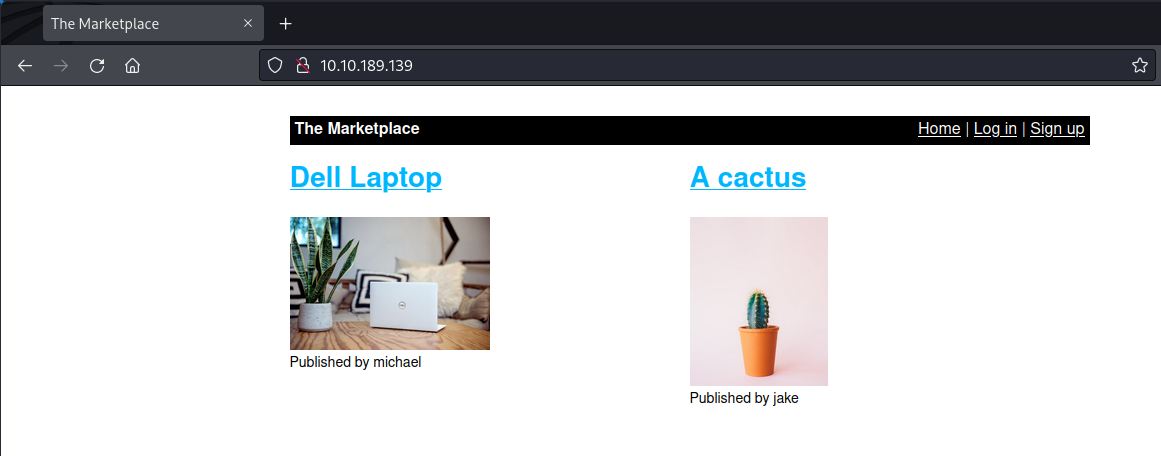 The Marketplace
10.10.189.139
The Marketplace Home | Log in | Sign up
Dell Laptop
A cactus
Published by michael
Published by jake